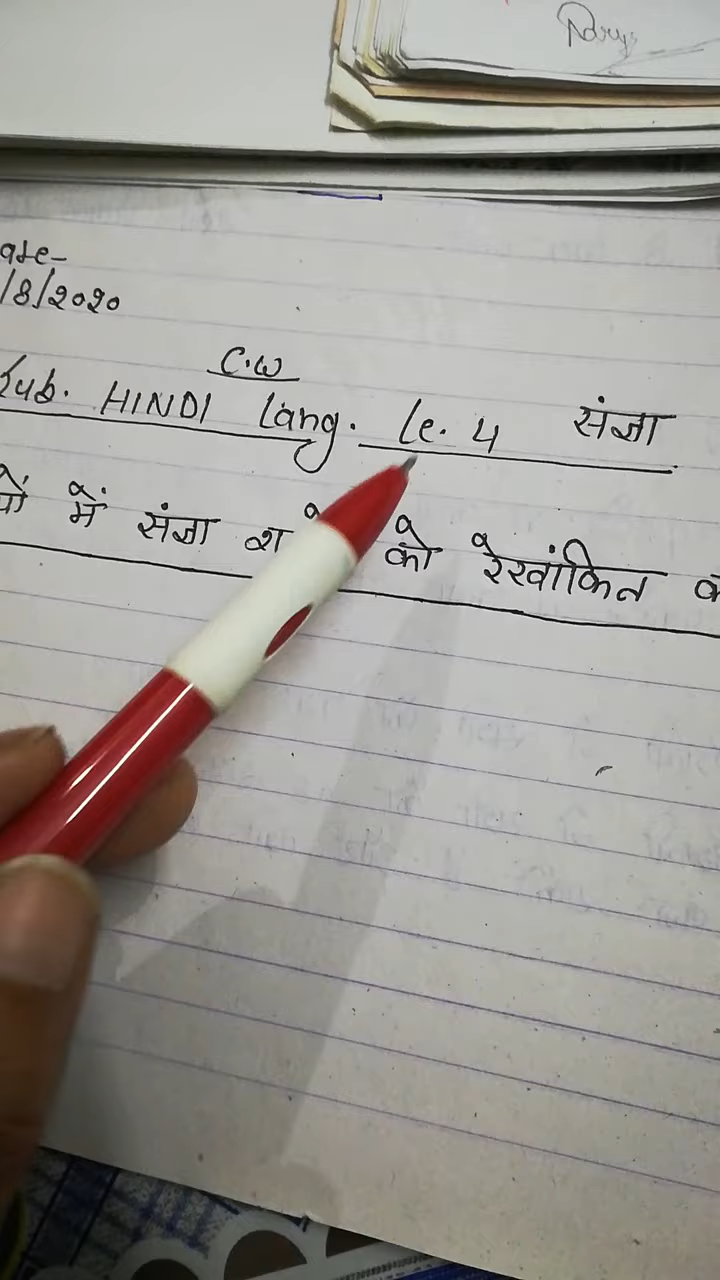 ate-
/8/2020
C.W
Sub. HINDI lang. le. 4 संज्ञा
में संज्ञा को रेखांकित